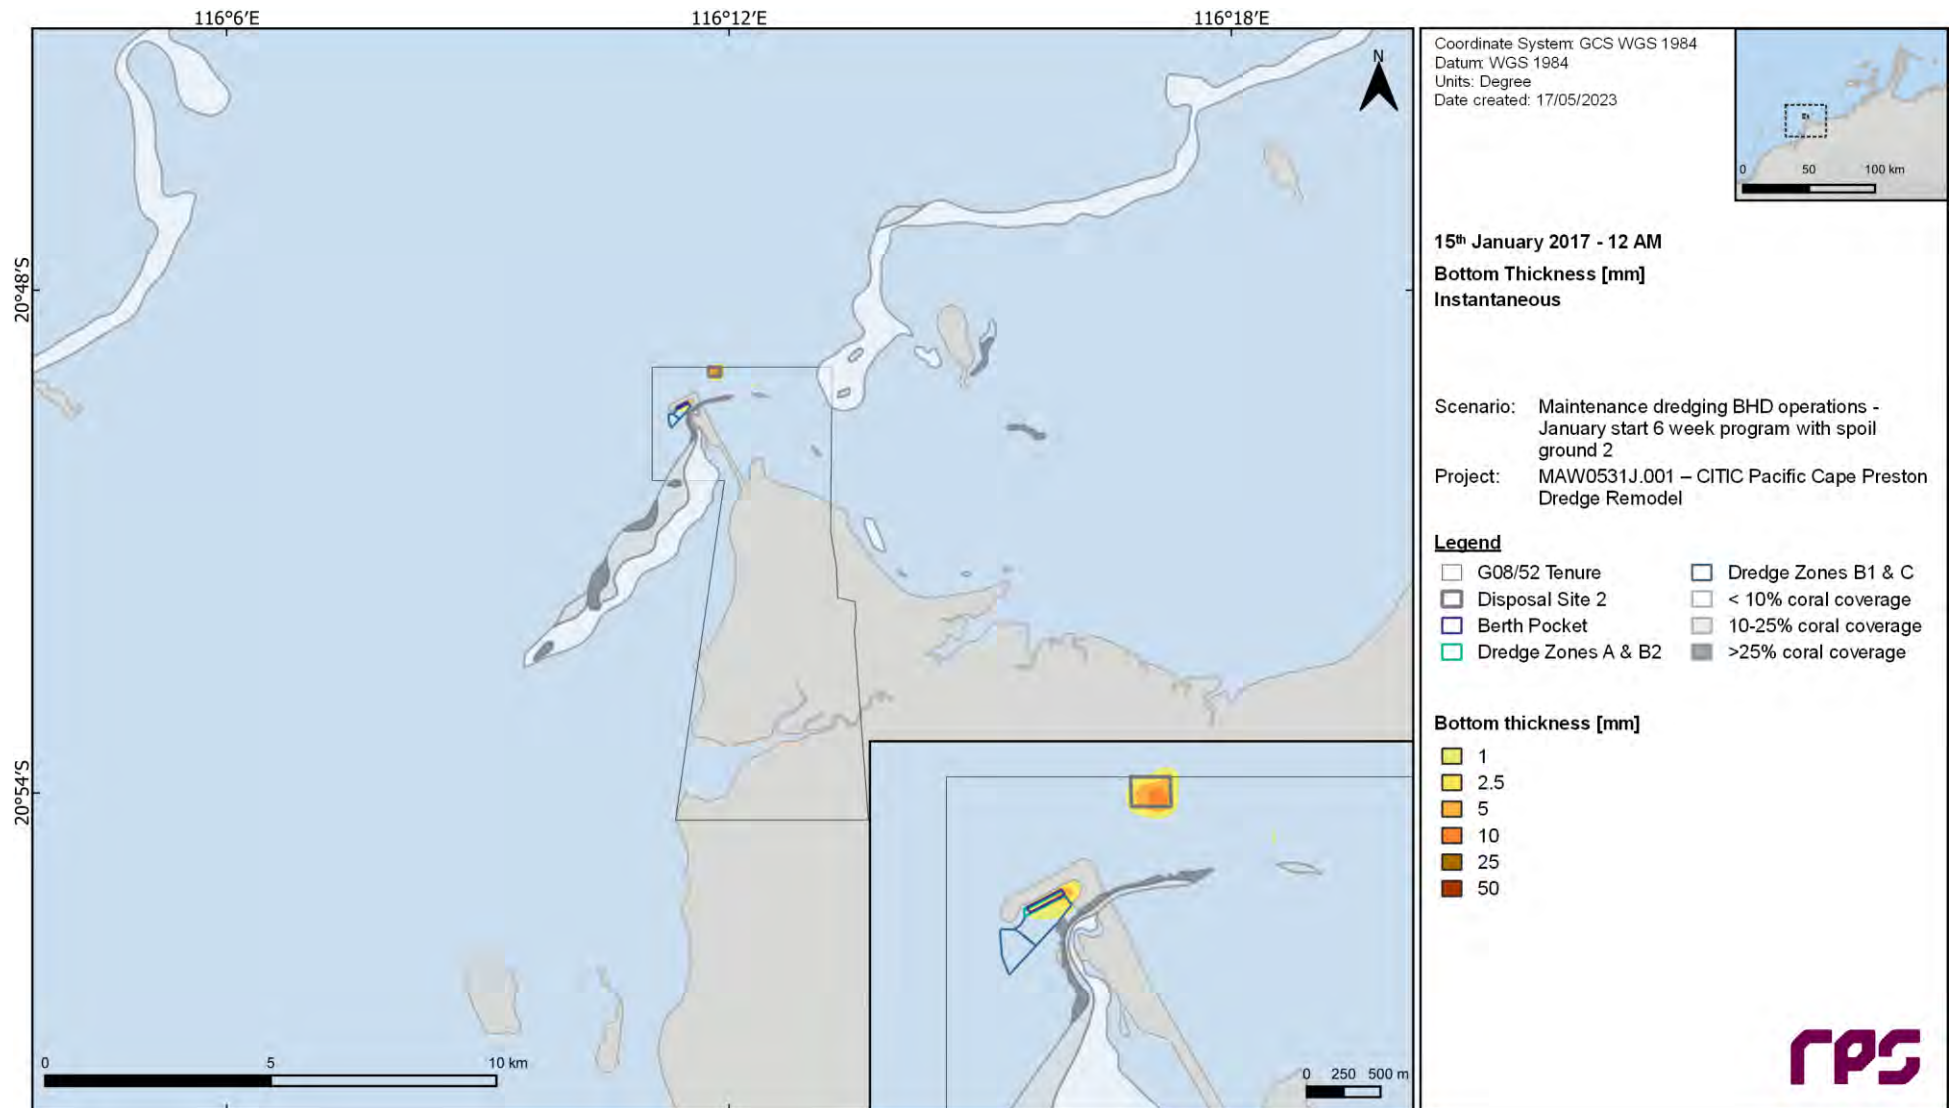 116°6'E
116°12'E
116°18'E
20°48'S
20°54'S
N
0
5
10 km
0
250
500 m
Coordinate System: GCS WGS 1984
Datum: WGS 1984
Units: Degree
Date created: 17/05/2023
0
50
100 km
15th January 2017 - 12 AM
Bottom Thickness [mm]
Instantaneous
Scenario: Maintenance dredging BHD operations -
January start 6 week program with spoil
ground 2
Project: MAW0531J.001 – CITIC Pacific Cape Preston
Dredge Remodel
Legend
G08/52 Tenure
Disposal Site 2
Berth Pocket
Dredge Zones A & B2
Dredge Zones B1 & C
< 10% coral coverage
10-25% coral coverage
>25% coral coverage
Bottom thickness [mm]
1
2.5
5
10
25
50
rps